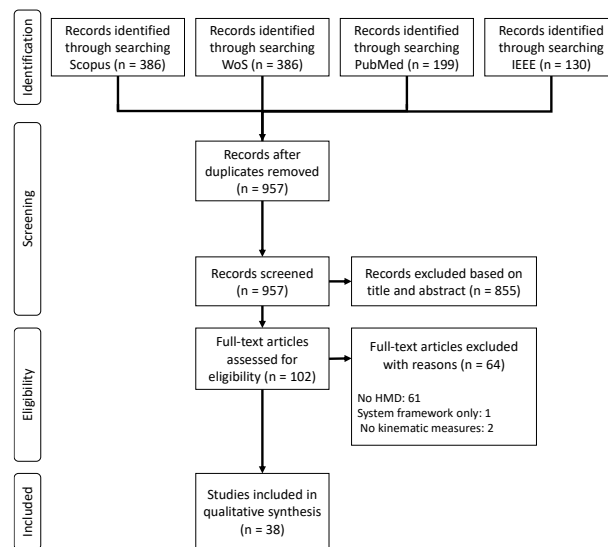 Identification
Records identified
through searching
Scopus (n = 386)
Records identified
through searching
WoS (n = 386)
Records identified
through searching
PubMed (n = 199)
Records identified
through searching
IEEE (n = 130)
Screening
Records after
duplicates removed
(n = 957)
Records screened
(n = 957)
Records excluded based on
title and abstract (n = 855)
Eligibility
Full-text articles
assessed for
eligibility (n = 102)
Full-text articles excluded
with reasons (n = 64)
No HMD: 61
System framework only: 1
No kinematic measures: 2
Included
Studies included in
qualitative synthesis
(n = 38)